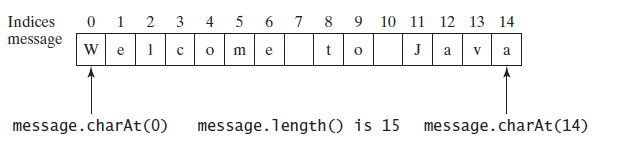 Indices 0 1 2 3 4 5 6 7 8 9 10 11 12 13 14
message W e l c o m e t o J a v a
message.charAt(0) message.length() is 15 message.charAt(14)